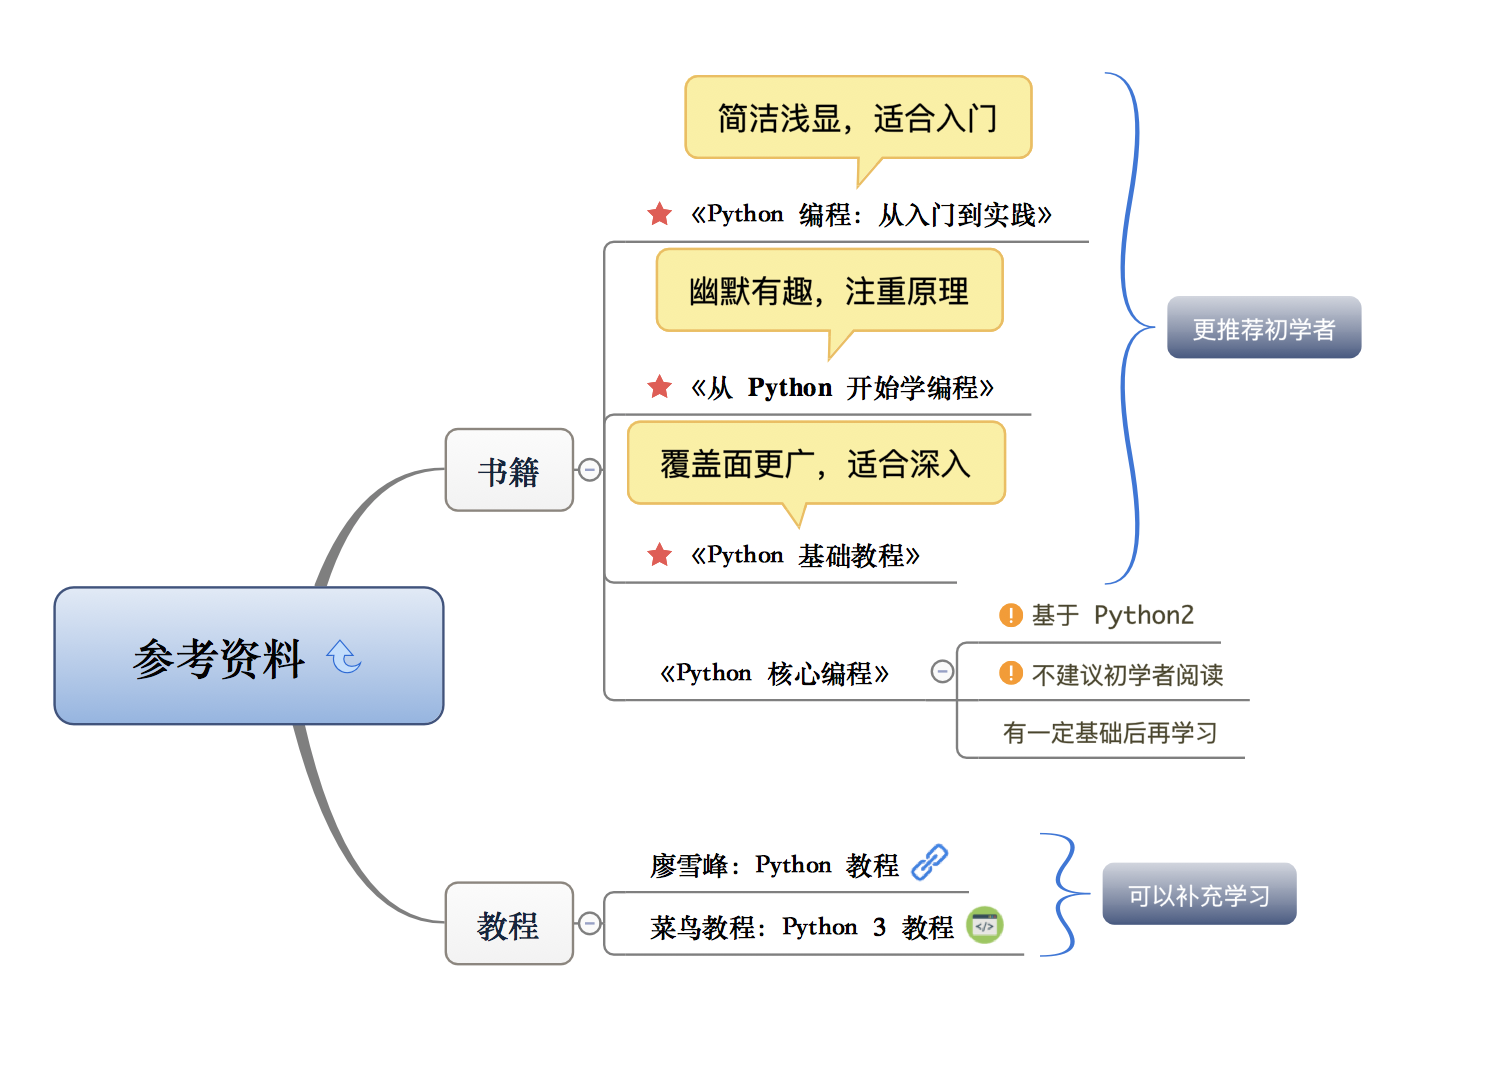 简洁浅显，适合入门
《Python 编程：从入门到实践》
幽默有趣，注重原理
更推荐初学者
《从 Python 开始学编程》
书籍
覆盖面更广，适合深入
《Python 基础教程》
基于 Python2
参考资料
《Python 核心编程》
不建议初学者阅读
有一定基础后再学习
廖雪峰：Python 教程
可以补充学习
教程
菜鸟教程：Python 3 教程